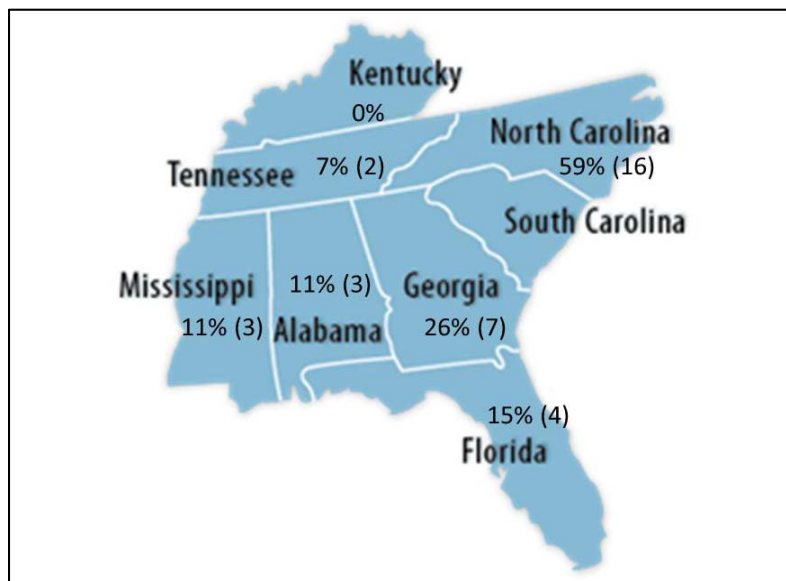 Kentucky
0%
North Carolina
59% (16)
Tennessee 7% (2)
South Carolina
Mississippi
11% (3)
11% (3)
Alabama
Georgia
26% (7)
15% (4)
Florida